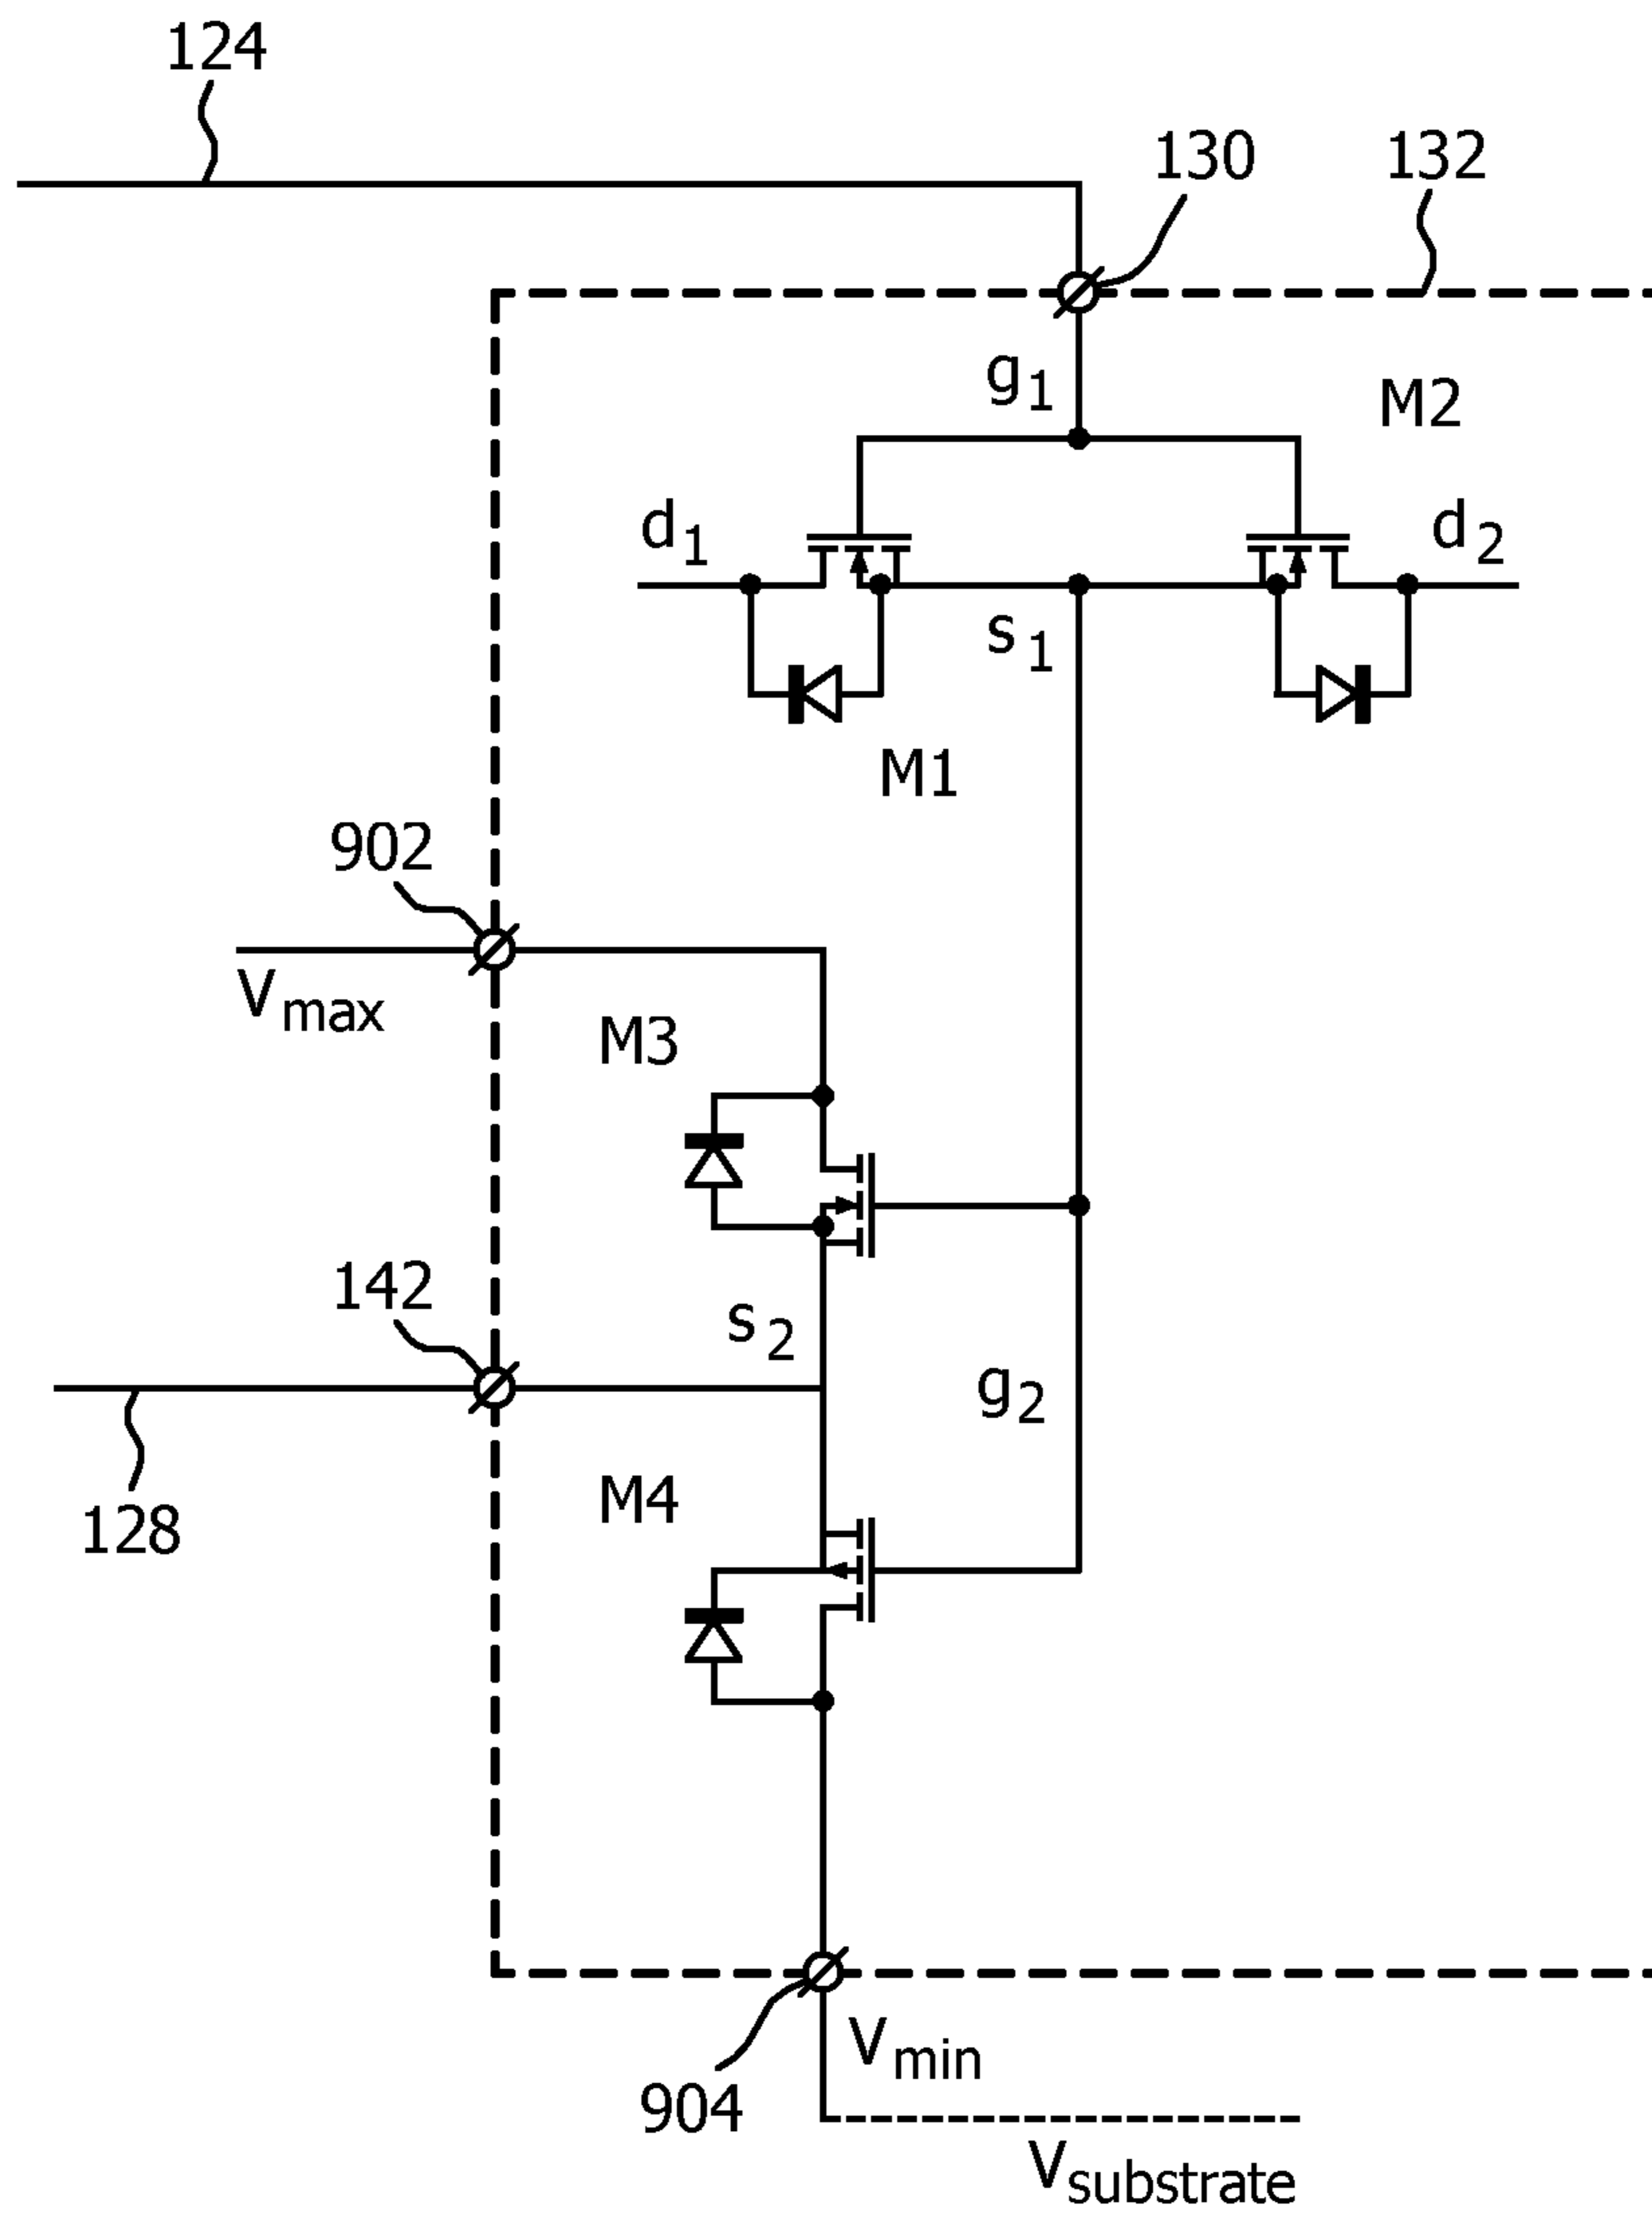 124
130
132
g1
M2
d1
d2
s1
M1
902
Vmax
M3
142
s2
g2
128
M4
Vmin
904
Vsubstrate